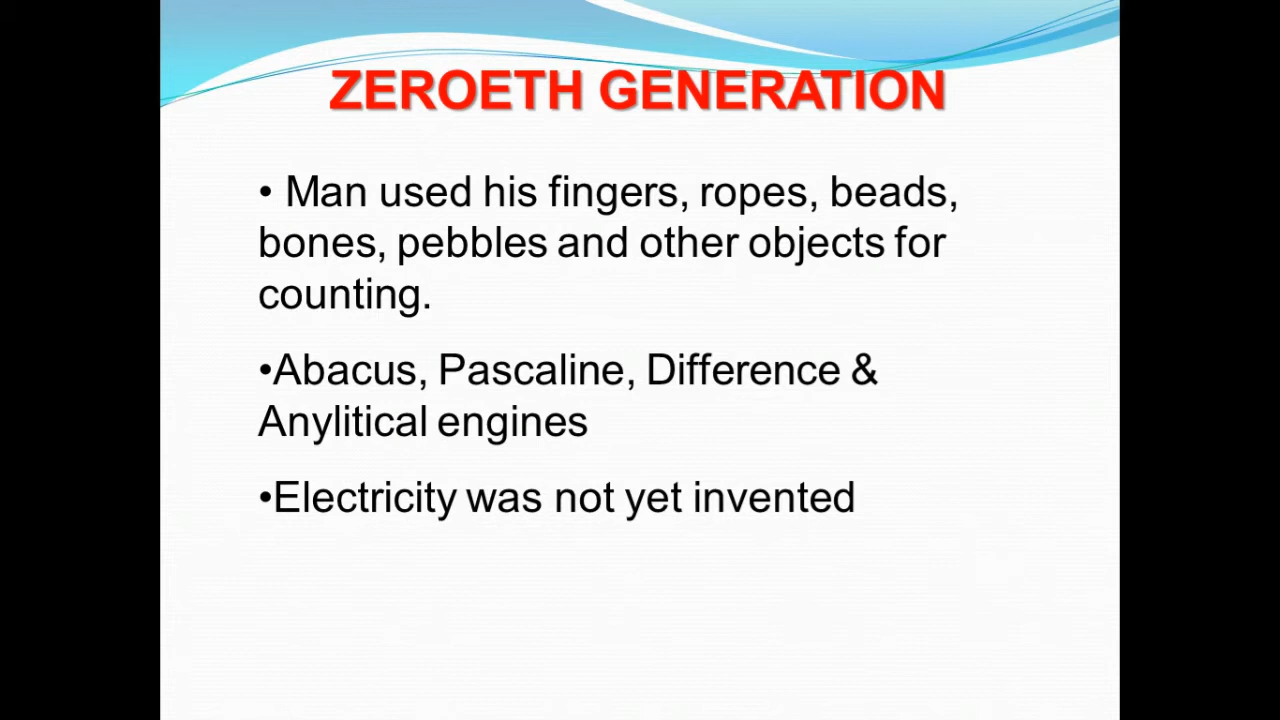 ZEROETH GENERATION
• Man used his fingers, ropes, beads,
bones, pebbles and other objects for
counting.
•Abacus, Pascaline, Difference &
Anylitical engines
•Electricity was not yet invented